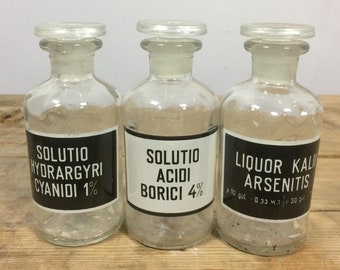 SOLUTIO
HYDRARGYRI
CYANIDI 1%
SOLUTIO
ACIDI
BORICI 4%
LIQUOR KALII
ARSENITIS